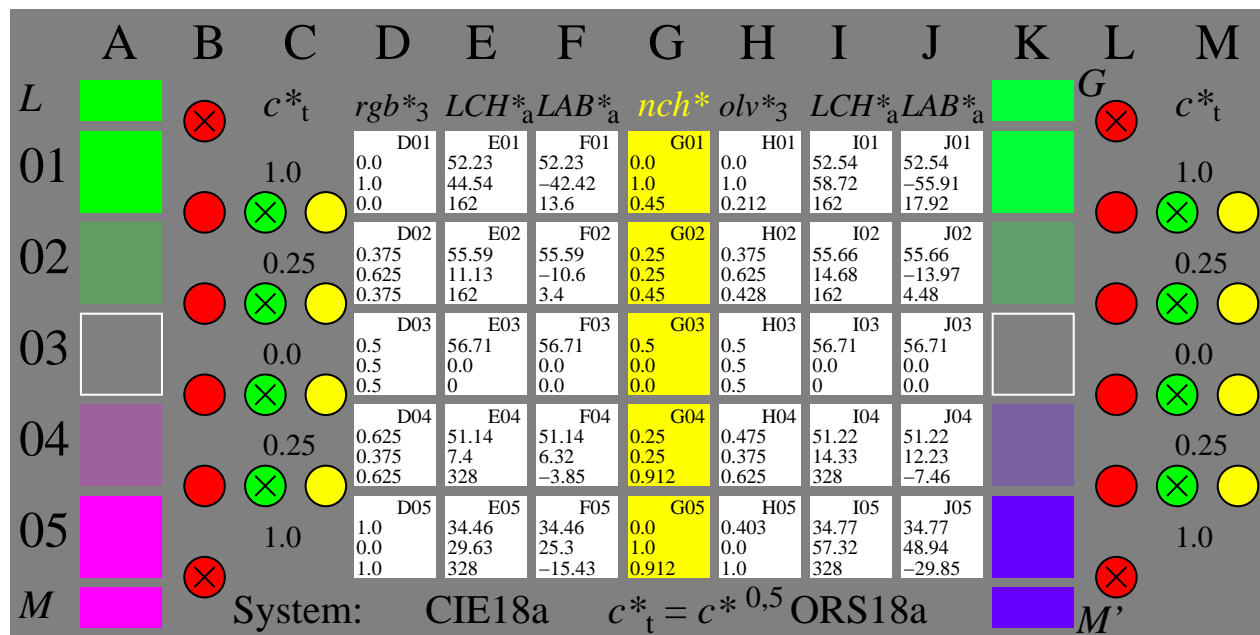 A B C D E F G H I J K L M
L c*t rgb*3 LCH*a LAB*a nch* olv*3 LCH*a LAB*a G c*t
01 1.0 D01 E01 F01 G01 H01 I01 J01 1.0
0.0 52.23 52.23 0.0 0.0 52.54 52.54
1.0 44.54 −42.42 1.0 1.0 58.72 −55.91
0.0 162 13.6 0.45 0.212 162 17.92
02 0.25 D02 E02 F02 G02 H02 I02 J02 0.25
0.375 55.59 55.59 0.25 0.375 55.66 55.66
0.625 11.13 −10.6 0.25 0.625 14.68 −13.97
0.375 162 3.4 0.45 0.428 162 4.48
03 0.0 D03 E03 F03 G03 H03 I03 J03 0.0
0.5 56.71 56.71 0.5 0.5 56.71 56.71
0.5 0.0 0.0 0.0 0.5 0.0 0.0
0.5 0 0.0 0.0 0.5 0 0.0
04 0.25 D04 E04 F04 G04 H04 I04 J04 0.25
0.625 51.14 51.14 0.25 0.475 51.22 51.22
0.375 7.4 6.32 0.25 0.375 14.33 12.23
0.625 328 −3.85 0.912 0.625 328 −7.46
05 1.0 D05 E05 F05 G05 H05 I05 J05 1.0
1.0 34.46 34.46 0.0 0.403 34.77 34.77
0.0 29.63 25.3 1.0 0.0 57.32 48.94
1.0 328 −15.43 0.912 1.0 328 −29.85
M System: CIE18a c*t = c* 0,5 ORS18a M'